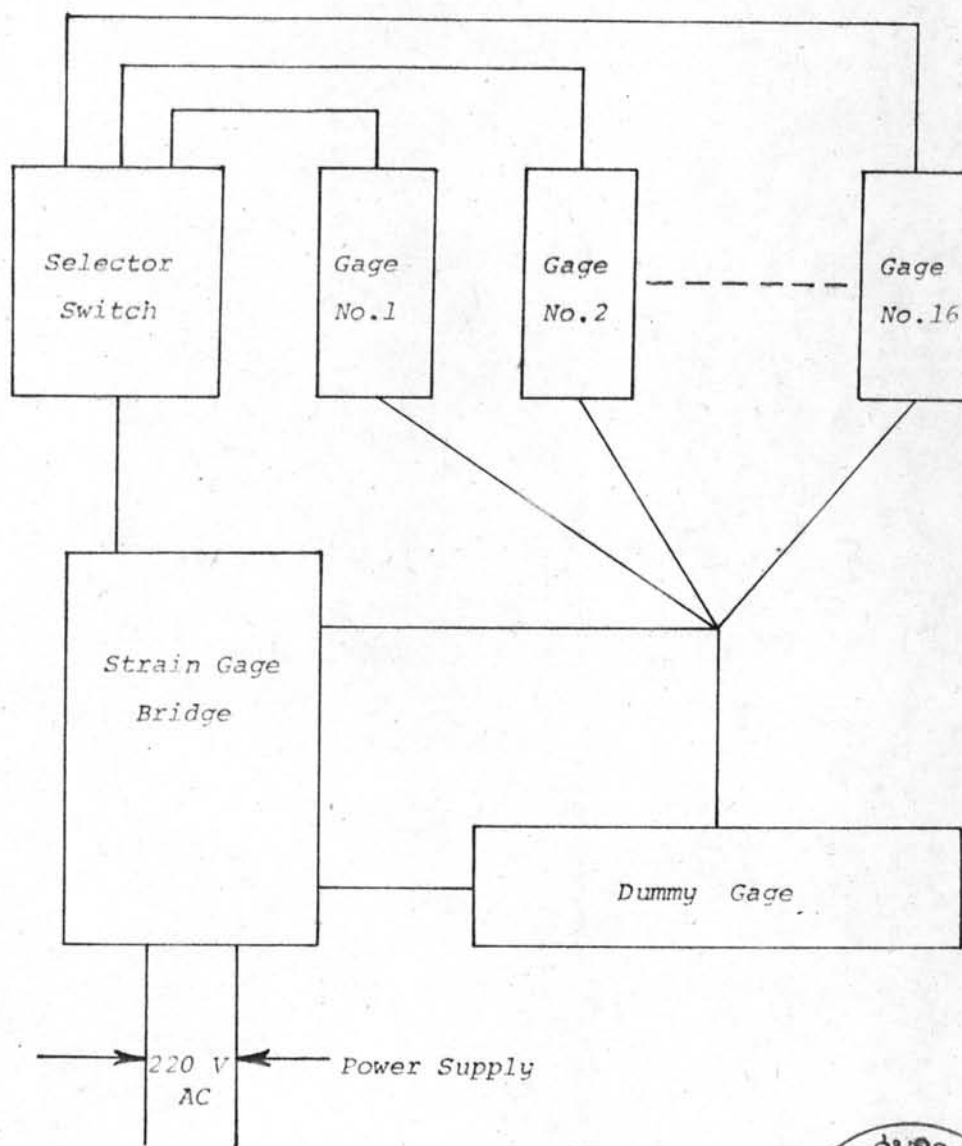 Selector
Switch
Gage
No.1
Gage
No.2
Gage
No.16
Strain Gage
Bridge
Dummy Gage
220 V
AC
Power Supply